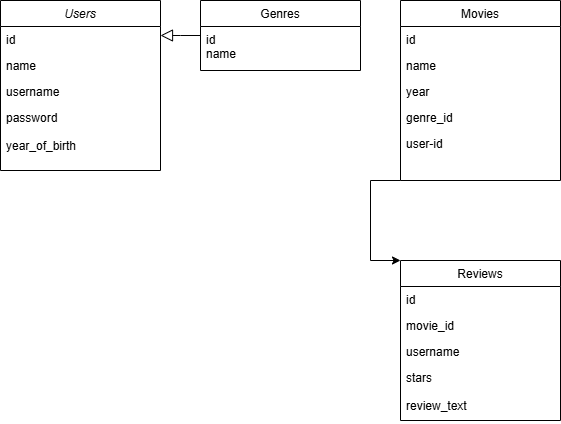 Users
id
name
username
password
year_of_birth
Genres
id
name
Movies
id
name
year
genre_id
user-id
Reviews
id
movie_id
username
stars
review_text